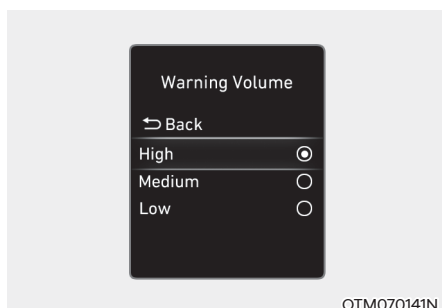 Warning Volume
Back
High
Medium
Low
OTM070141N